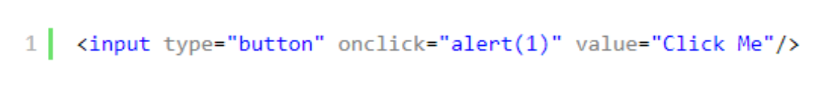 1 <input type="button" onclick="alert(1)" value="Click Me"/>